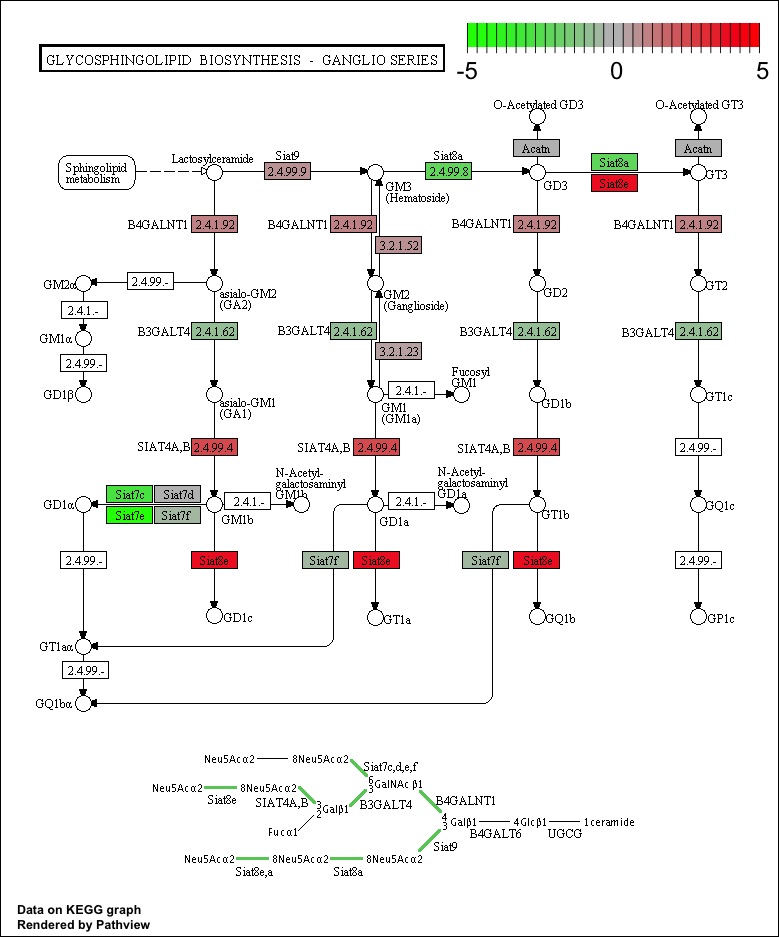 GLYCOSPHINGOLIPID BIOSYNTHESIS - GANGLIO SERIES
-5 0 5
O-Acetylated GD3
O-Acetylated GT3
Acatn
Acatn
Sphingolipid
metabolism
Lactosylceramide
Siat9
2.4.99.9
GM3
(Hematoside)
Siat8a
2.4.99.8
GD3
Siat8a
Siat8e
GT3
B4GALNT1 2.4.1.92
B4GALNT1 2.4.1.92
3.2.1.52
B4GALNT1 2.4.1.92
B4GALNT1 2.4.1.92
GM2α
2.4.99.-
asialo-GM2
(GA2)
GM2
(Ganglioside)
GD2
GT2
2.4.1.-
GM1α
2.4.99.-
GD1β
B3GALT4 2.4.1.62
B3GALT4 2.4.1.62
3.2.1.23
B3GALT4 2.4.1.62
B3GALT4 2.4.1.62
asialo-GM1
(GA1)
GM1
(GM1a)
2.4.1.-
Fucosyl
GM1
GD1b
GT1c
SIAT4A,B 2.4.99.4
SIAT4A,B 2.4.99.4
SIAT4A,B 2.4.99.4
2.4.99.-
GD1α
Siat7c
Siat7d
Siat7e
Siat7f
GM1b
2.4.1.-
N-Acetyl-
galactosaminyl
GM1b
GD1a
2.4.1.-
N-Acetyl-
galactosaminyl
GD1a
GT1b
GQ1c
2.4.99.-
Siat8e
Siat7f
Siat8e
Siat7f
Siat8e
2.4.99.-
GD1c
GT1a
GQ1b
GP1c
GT1aα
2.4.99.-
GQ1bα
Neu5Acα2 8Neu5Acα2
Siat7c,d,e,f
Neu5Acα2 8Neu5Acα2
6
3 GalNAcβ1
Siat8e
SIAT4A,B
3
2 Galβ1
B3GALT4
B4GALNT1
Fucα1
4
3 Galβ1 4Glcβ1 1ceramide
B4GALT6 UGCG
Siat9
Neu5Acα2 8Neu5Acα2 8Neu5Acα2
Siat8e,a Siat8a
Data on KEGG graph
Rendered by Pathview